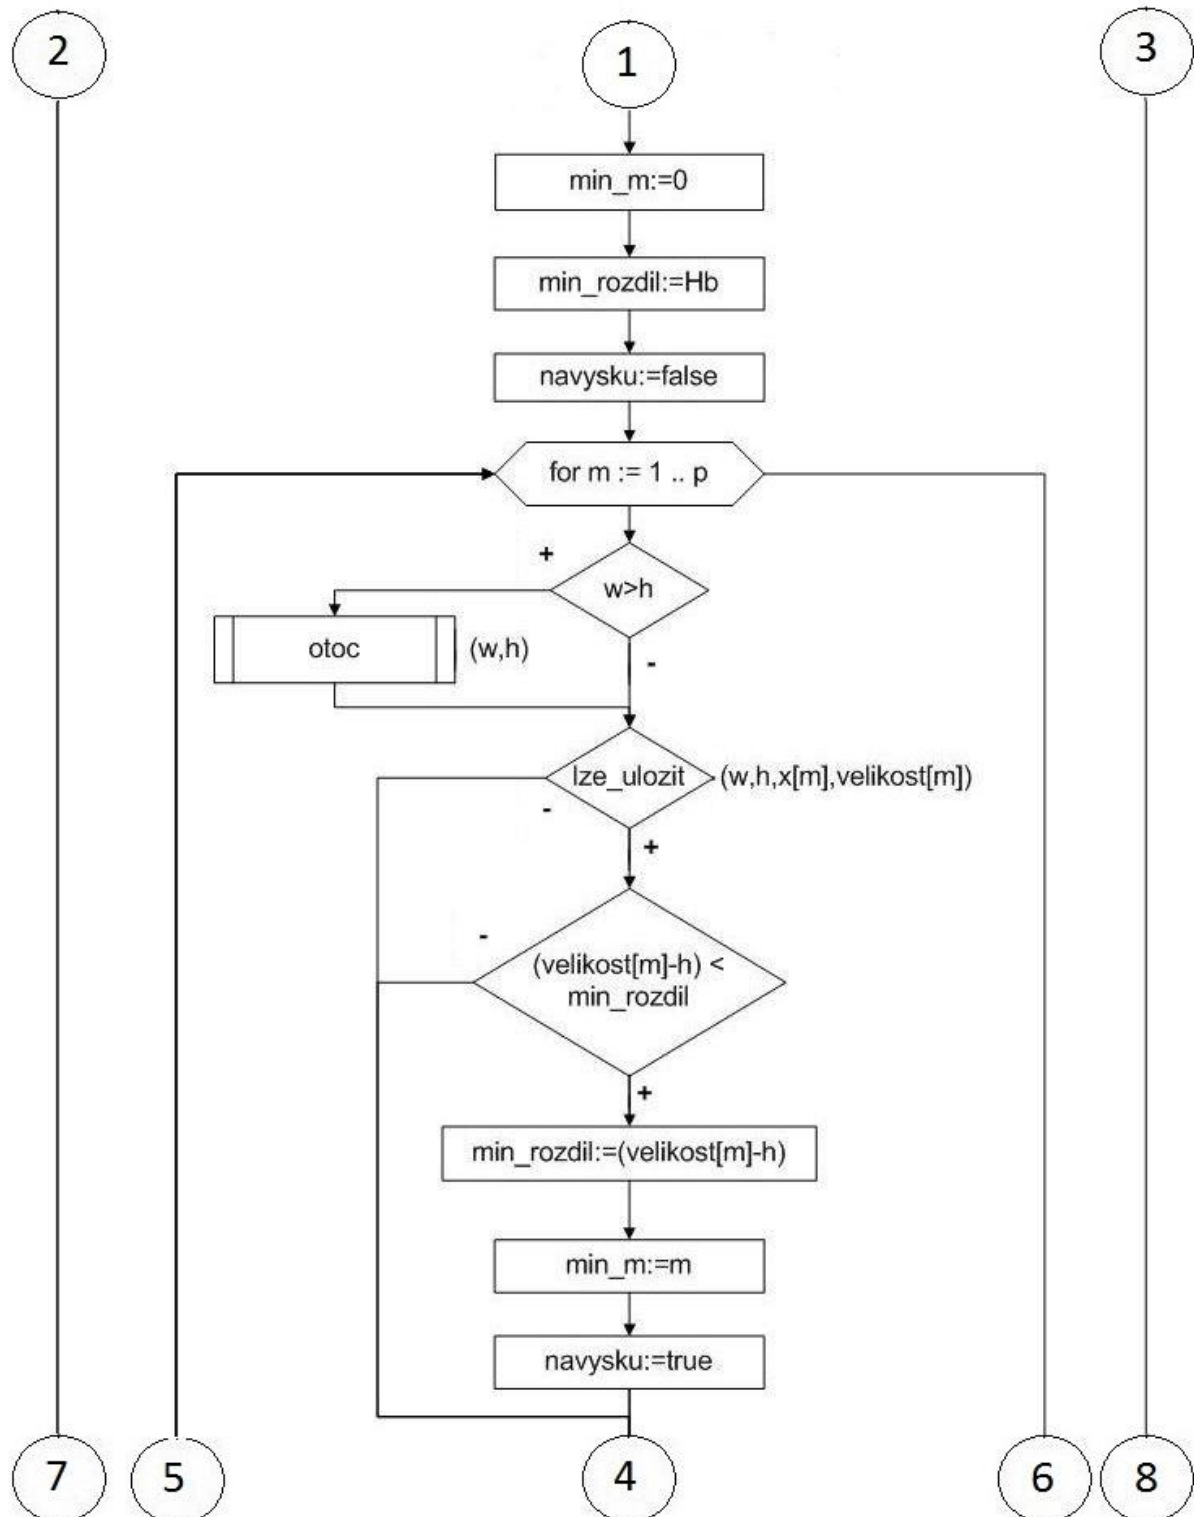 2
1
3
min_m:=0
min_rozdil:=Hb
navysku:=false
for m := 1 .. p
+
w>h
otoc
(w,h)
-
lze_ulozit
(w,h,x[m],velikost[m])
-
+
-
(velikost[m]-h) <
min_rozdil
+
min_rozdil:=(velikost[m]-h)
min_m:=m
navysku:=true
7
5
4
6
8